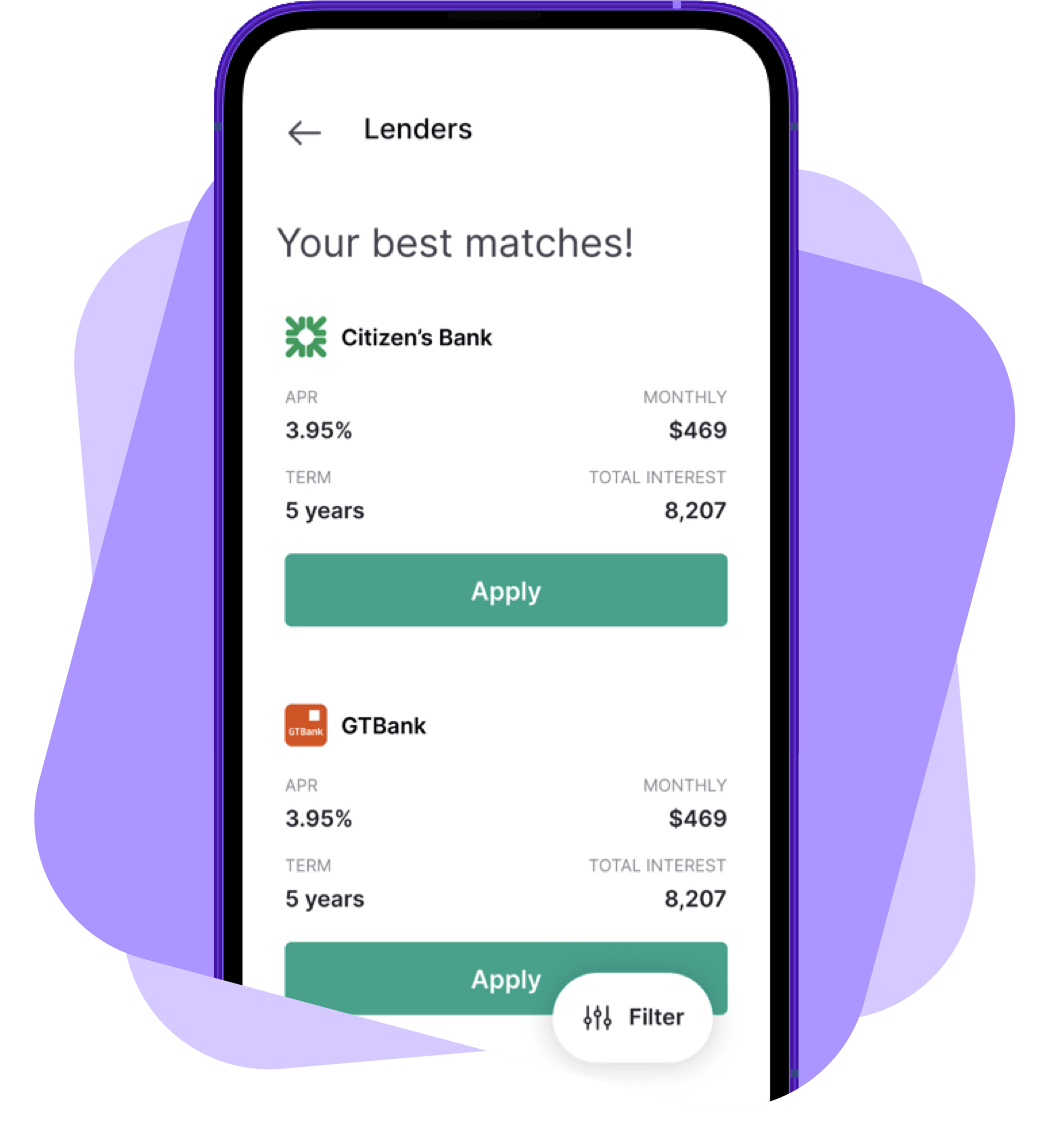 Lenders
Your best matches!
Citizen’s Bank
APR MONTHLY
3.95% $469
TERM TOTAL INTEREST
5 years 8,207
Apply
GTBank GTBank
APR MONTHLY
3.95% $469
TERM TOTAL INTEREST
5 years 8,207
Apply
Filter